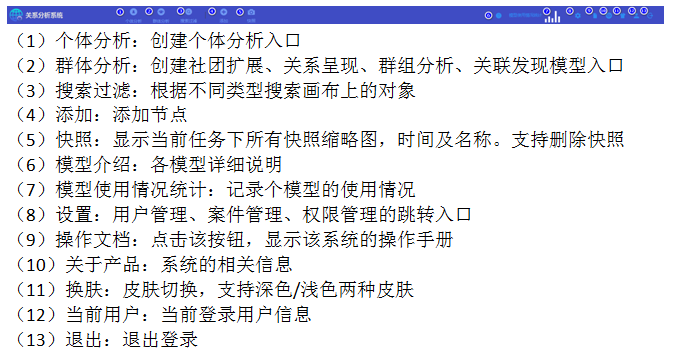 关系分析系统
（1）个体分析：创建个体分析入口
（2）群体分析：创建社团扩展、关系呈现、群组分析、关联发现模型入口
（3）搜索过滤：根据不同类型搜索画布上的对象
（4）添加：添加节点
（5）快照：显示当前任务下所有快照缩略图，时间及名称。支持删除快照
（6）模型介绍：各模型详细说明
（7）模型使用情况统计：记录个模型的使用情况
（8）设置：用户管理、案件管理、权限管理的跳转入口
（9）操作文档：点击该按钮，显示该系统的操作手册
（10）关于产品：系统的相关信息
（11）换肤：皮肤切换，支持深色/浅色两种皮肤
（12）当前用户：当前登录用户信息
（13）退出：退出登录